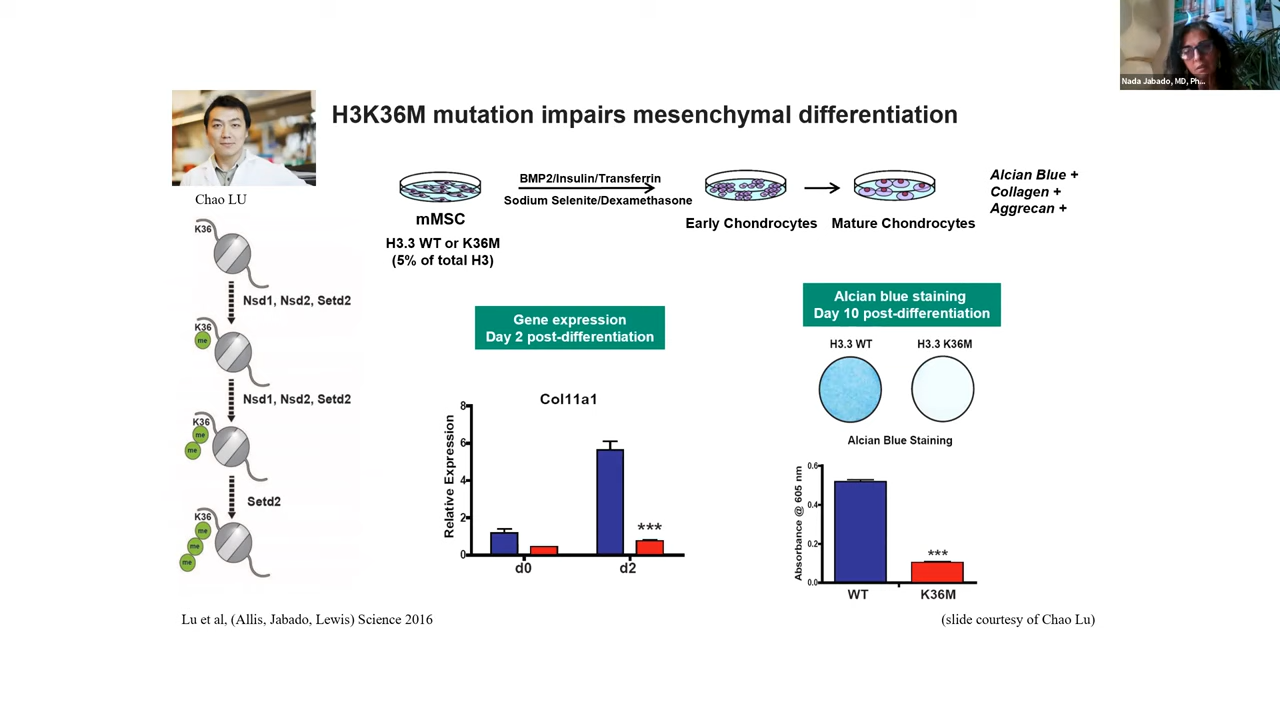 Nada Jabado, MD, Ph...
H3K36M mutation impairs mesenchymal differentiation
Chao LU
BMP2/Insulin/Transferrin
Sodium Selenite/Dexamethasone
mMSC
H3.3 WT or K36M
(5% of total H3)
Early Chondrocytes
Mature Chondrocytes
Alcian Blue +
Collagen +
Aggrecan +
K36
Nsd1, Nsd2, Setd2
K36
me
Nsd1, Nsd2, Setd2
K36
me
me
Setd2
K36
me
me
me
Gene expression
Day 2 post-differentiation
Col11a1
Relative Expression
8
6
4
2
0
***
d0
d2
Alcian blue staining
Day 10 post-differentiation
H3.3 WT
H3.3 K36M
Alcian Blue Staining
Absorbance @ 605 nm
0.6
0.4
0.2
0.0
***
WT
K36M
Lu et al, (Allis, Jabado, Lewis) Science 2016
(slide courtesy of Chao Lu)